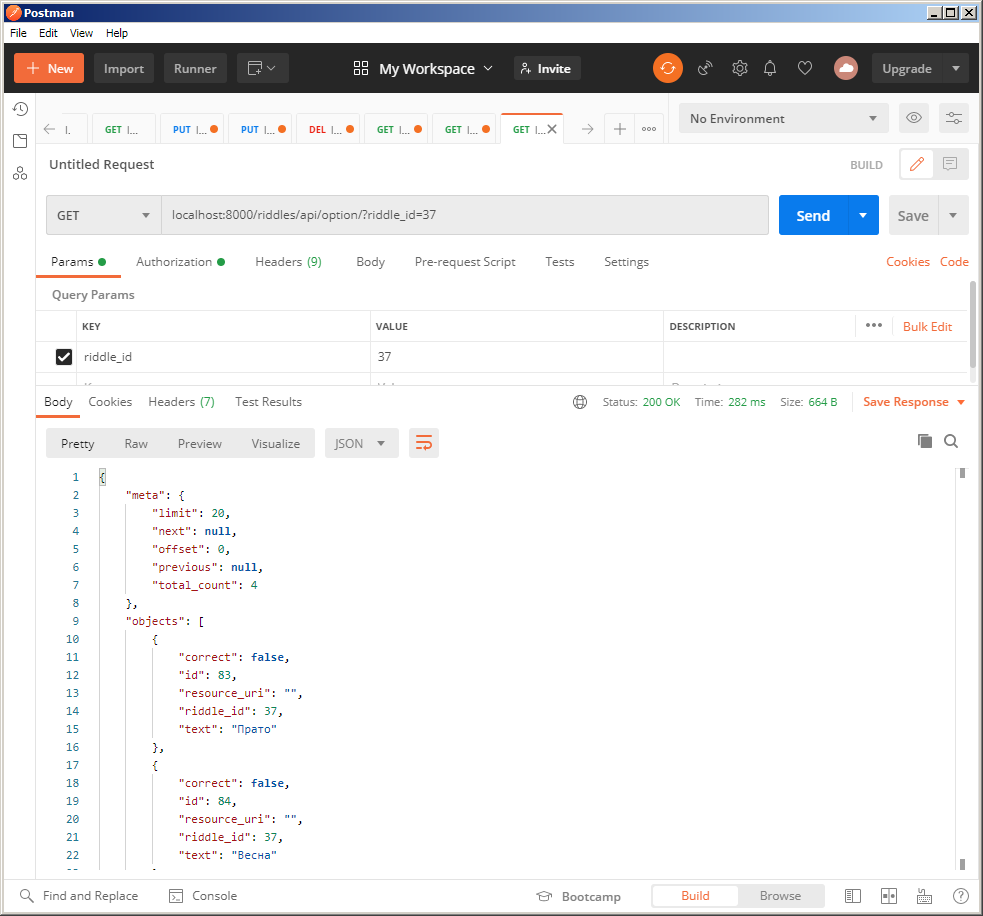 Postman
File Edit View Help
New Import Runner My Workspace Invite Upgrade
I. GET I... PUT I... PUT I... DEL I... GET I... GET I... GET I... No Environment
Untitled Request BUILD
GET localhost:8000/riddles/api/option/?riddle_id=37 Send Save
Params Authorization Headers (9) Body Pre-request Script Tests Settings Cookies Code
Query Params
KEY VALUE DESCRIPTION ••• Bulk Edit
riddle_id 37
Body Cookies Headers (7) Test Results Status: 200 OK Time: 282 ms Size: 664 B Save Response
Pretty Raw Preview Visualize JSON
1 {
2 "meta": {
3 "limit": 20,
4 "next": null,
5 "offset": 0,
6 "previous": null,
7 "total_count": 4
8 },
9 "objects": [
10 {
11 "correct": false,
12 "id": 83,
13 "resource_uri": "",
14 "riddle_id": 37,
15 "text": "Прато"
16 },
17 {
18 "correct": false,
19 "id": 84,
20 "resource_uri": "",
21 "riddle_id": 37,
22 "text": "Весна"
Find and Replace Console Bootcamp Build Browse